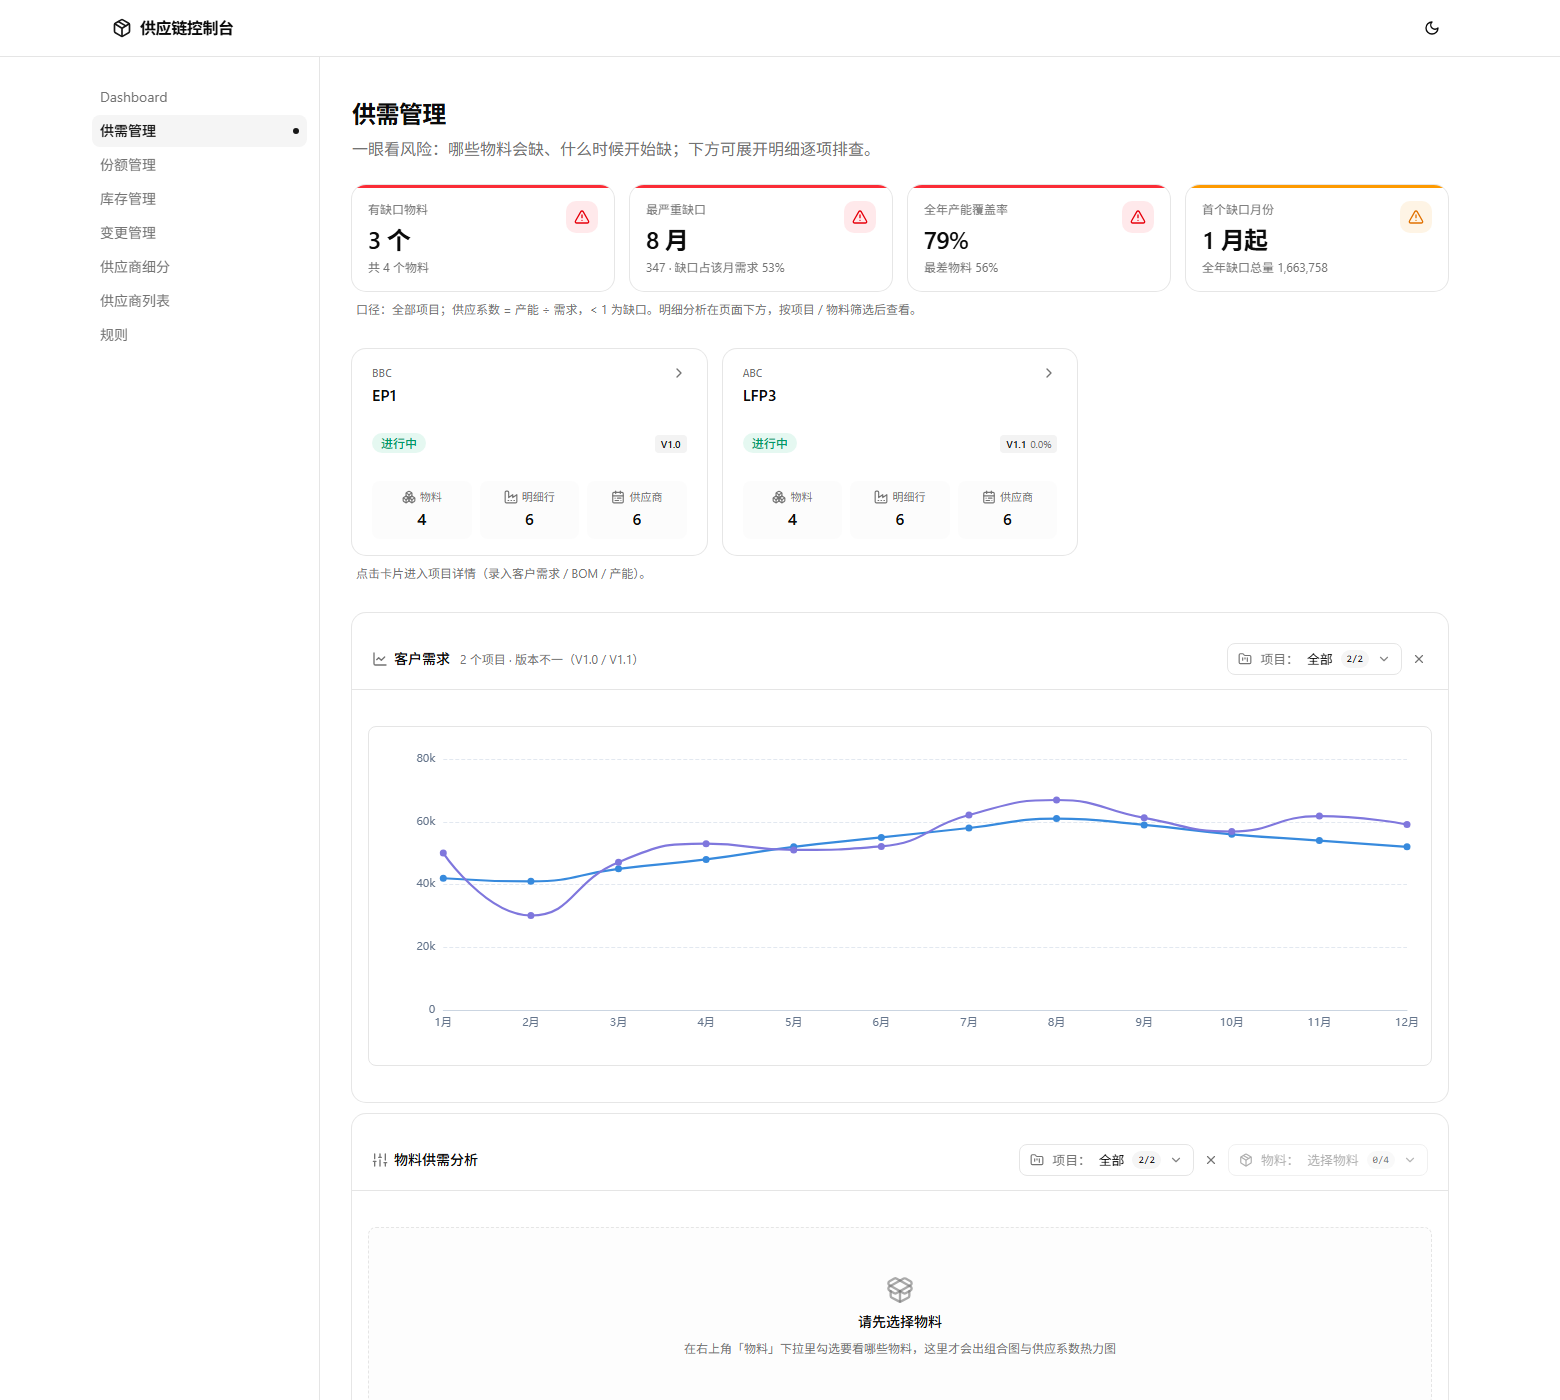 供应链控制台
Dashboard
供需管理
份额管理
库存管理
变更管理
供应商细分
供应商列表
规则
供需管理
一眼看风险：哪些物料会缺、什么时候开始缺；下方可展开明细逐项排查。
有缺口物料
3 个
共 4 个物料
最严重缺口
8 月
347 · 缺口占该月需求 53%
全年产能覆盖率
79%
最差物料 56%
首个缺口月份
1 月起
全年缺口总量 1,663,758
口径：全部项目；供应系数 = 产能 ÷ 需求，< 1 为缺口。明细分析在页面下方，按项目 / 物料筛选后查看。
BBC
EP1
进行中
V1.0
物料
4
明细行
6
供应商
6
ABC
LFP3
进行中
V1.1 0.0%
物料
4
明细行
6
供应商
6
点击卡片进入项目详情（录入客户需求 / BOM / 产能）。
客户需求 2 个项目 · 版本不一（V1.0 / V1.1）
项目： 全部 2/2
80k
60k
40k
20k
0
1月 2月 3月 4月 5月 6月 7月 8月 9月 10月 11月 12月
物料供需分析
项目： 全部 2/2
物料： 选择物料 0/4
请先选择物料
在右上角「物料」下拉里勾选要看哪些物料，这里才会出组合图与供应系数热力图